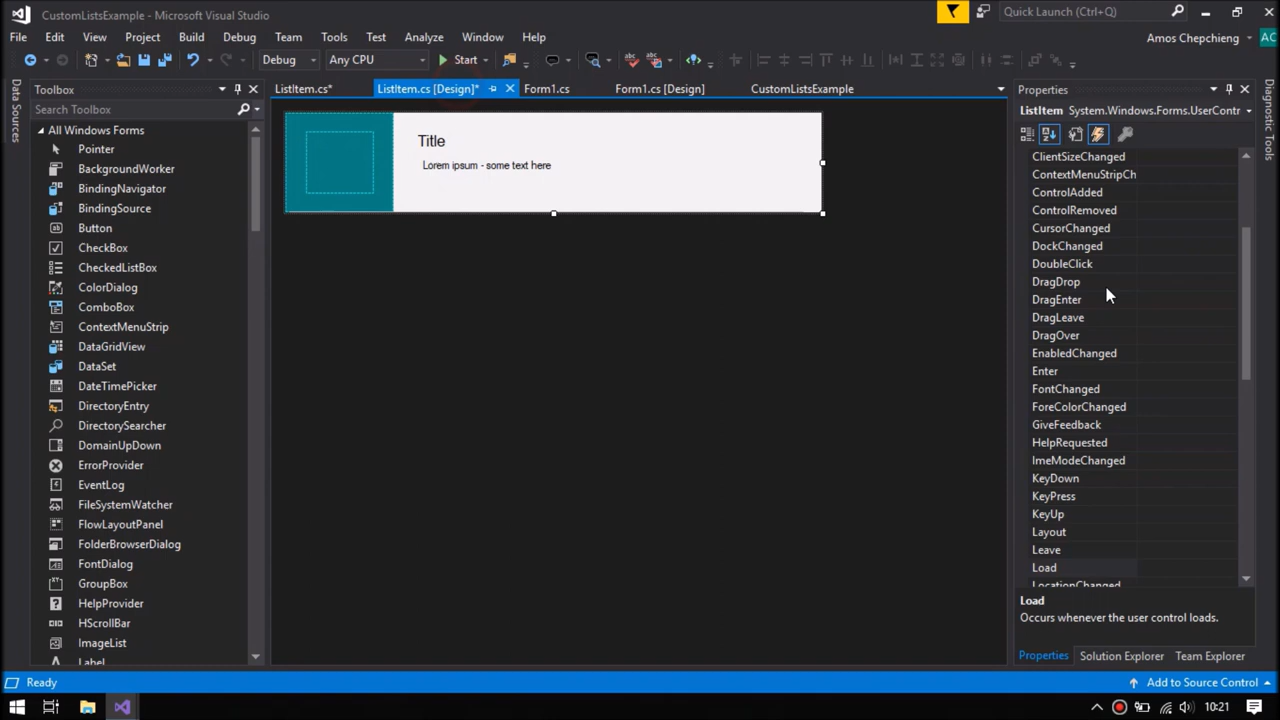 CustomListsExample - Microsoft Visual Studio
Quick Launch (Ctrl+Q)
File Edit View Project Build Debug Team Tools Test Analyze Window Help
Amos Chepchieng AC
Debug Any CPU Start
Data Sources
Toolbox
Search Toolbox
All Windows Forms
Pointer
BackgroundWorker
BindingNavigator
BindingSource
Button
CheckBox
CheckedListBox
ColorDialog
ComboBox
ContextMenuStrip
DataGridView
DataSet
DateTimePicker
DirectoryEntry
DirectorySearcher
DomainUpDown
ErrorProvider
EventLog
FileSystemWatcher
FlowLayoutPanel
FolderBrowserDialog
FontDialog
GroupBox
HelpProvider
HScrollBar
ImageList
Label
ListItem.cs* ListItem.cs [Design]* Form1.cs Form1.cs [Design] CustomListsExample
Title
Lorem ipsum - some text here
Properties
ListItem System.Windows.Forms.UserContr
ClientSizeChanged
ContextMenuStripCh
ControlAdded
ControlRemoved
CursorChanged
DockChanged
DoubleClick
DragDrop
DragEnter
DragLeave
DragOver
EnabledChanged
Enter
FontChanged
ForeColorChanged
GiveFeedback
HelpRequested
ImeModeChanged
KeyDown
KeyPress
KeyUp
Layout
Leave
Load
LocationChanged
Load
Occurs whenever the user control loads.
Properties Solution Explorer Team Explorer
Diagnostic Tools
Ready
Add to Source Control
10:21